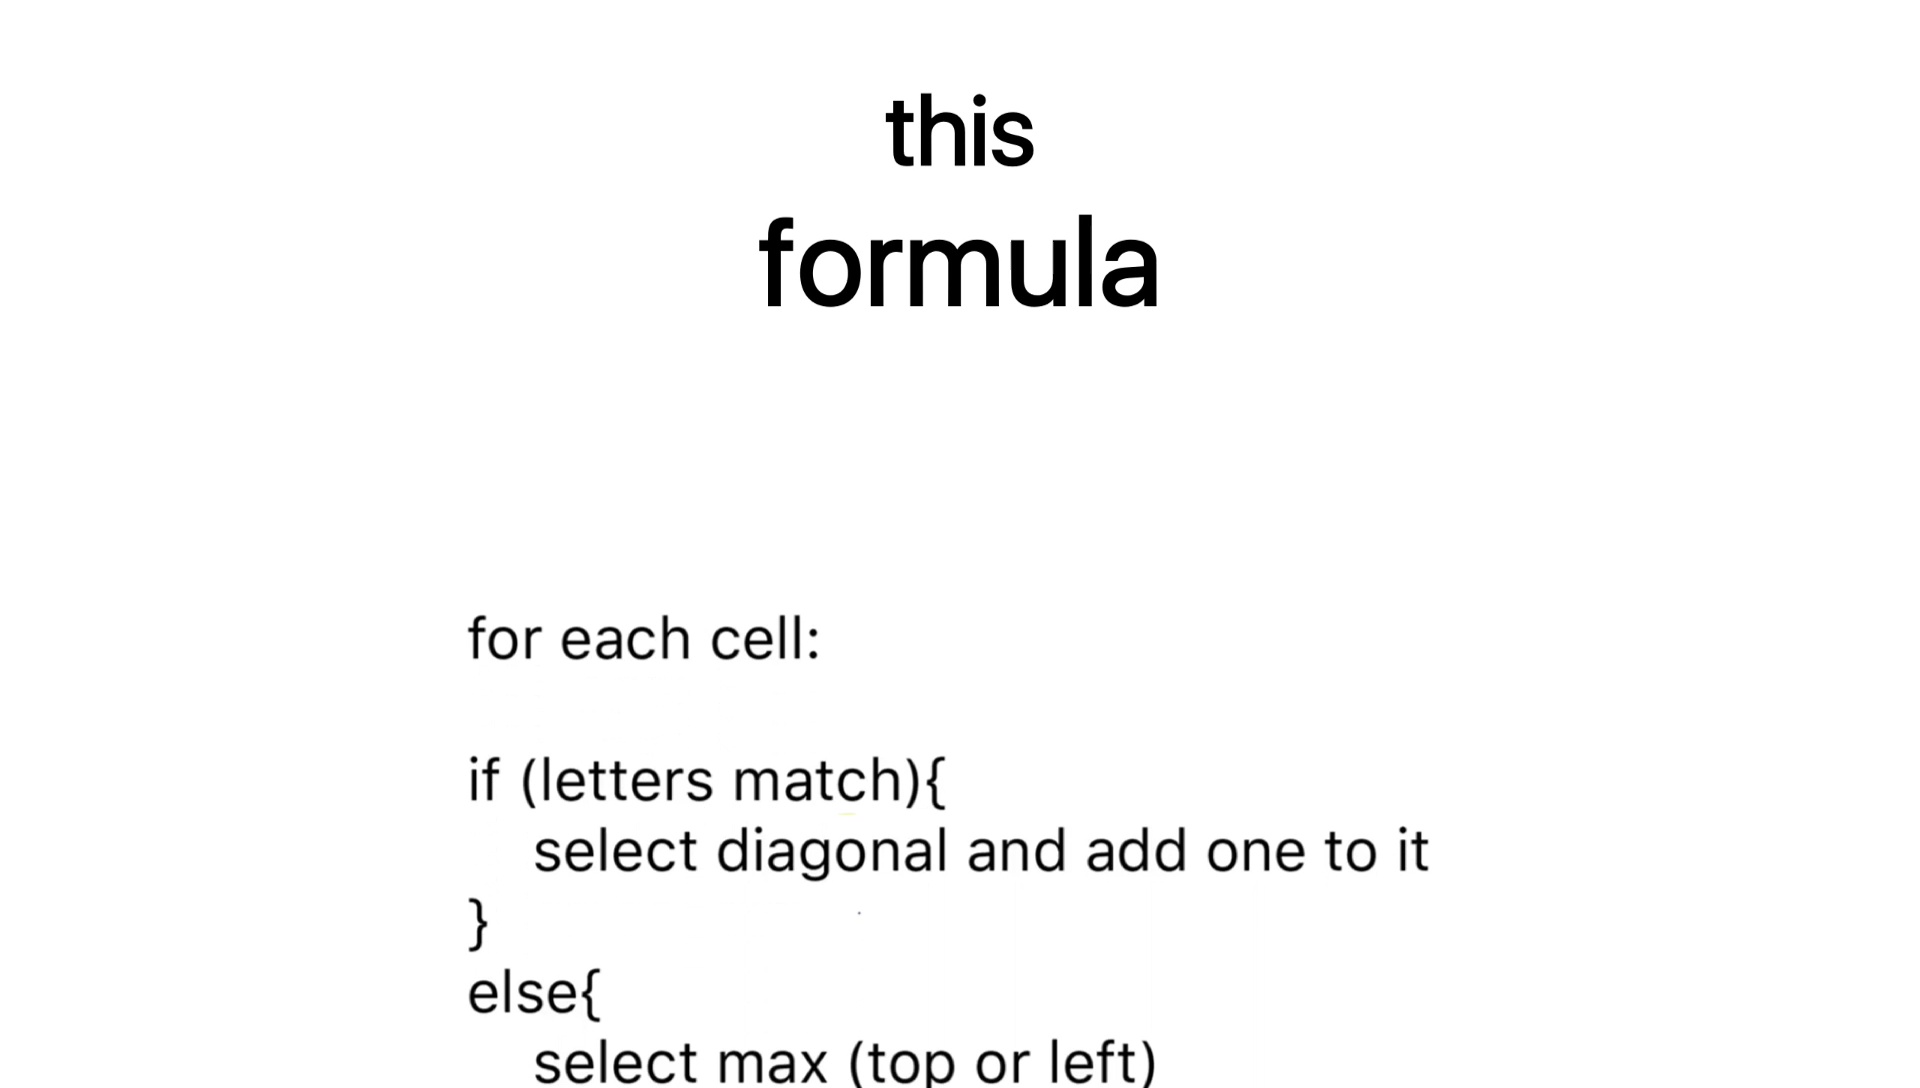 this
formula
for each cell:
if (letters match){
select diagonal and add one to it
}
else{
select max (top or left)